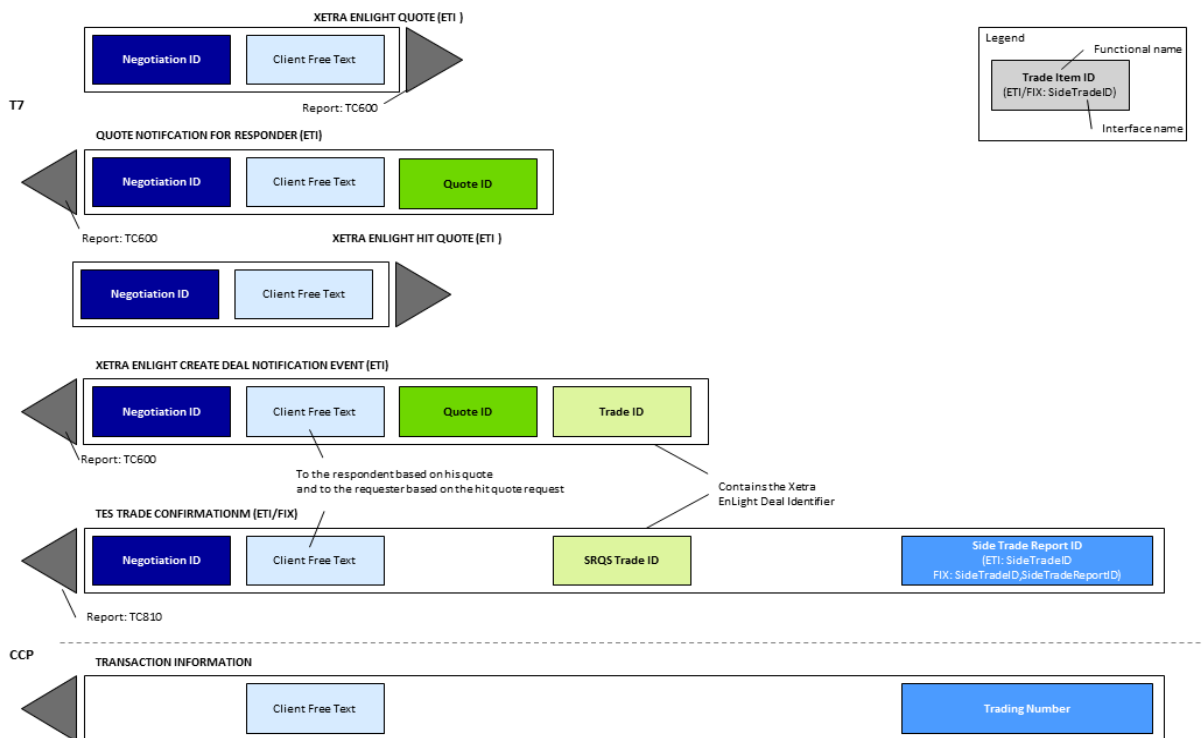 XETRA ENLIGHT QUOTE (ETI )
Negotiation ID
Client Free Text
Report: TC600
Legend
Functional name
Trade Item ID
(ETI/FIX: SideTradeID)
Interface name
T7
QUOTE NOTIFCATION FOR RESPONDER (ETI)
Negotiation ID
Client Free Text
Quote ID
Report: TC600
XETRA ENLIGHT HIT QUOTE (ETI )
Negotiation ID
Client Free Text
XETRA ENLIGHT CREATE DEAL NOTIFICATION EVENT (ETI)
Negotiation ID
Client Free Text
Quote ID
Trade ID
Report: TC600
To the respondent based on his quote
and to the requester based on the hit quote request
Contains the Xetra
EnLight Deal Identifier
TES TRADE CONFIRMATIONM (ETI/FIX)
Negotiation ID
Client Free Text
SRQS Trade ID
Side Trade Report ID
(ETI: SideTradeID
FIX: SideTradeID,SideTradeReportID)
Report: TC810
CCP
TRANSACTION INFORMATION
Client Free Text
Trading Number